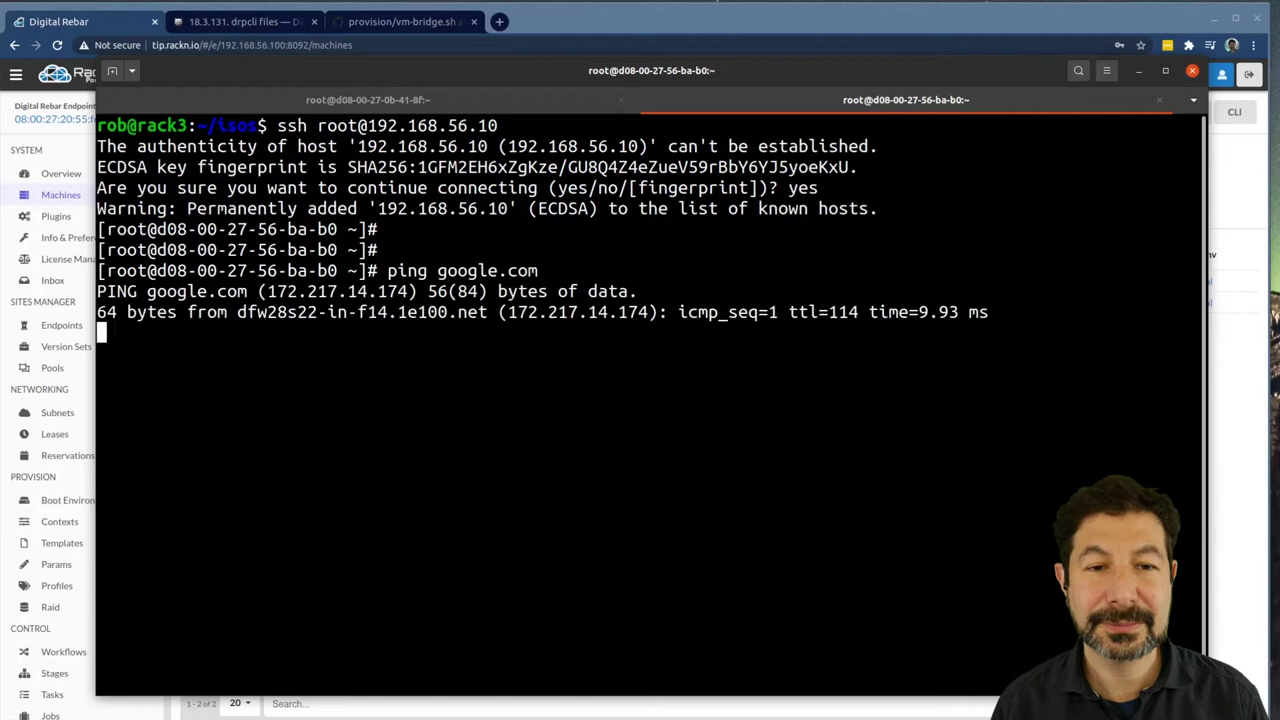 Digital Rebar
18.3.131. drpcli files — D
provision/vm-bridge.sh a
Not secure
tip.rackn.io/#/e/192.168.56.100:8092/machines
root@d08-00-27-56-ba-b0:~
root@d08-00-27-0b-41-8f:~
root@d08-00-27-56-ba-b0:~
Digital Rebar Endpoint
08:00:27:20:55:f
CLI
SYSTEM
Overview
Machines
Plugins
Info & Prefere
License Mana
Inbox
SITES MANAGER
Endpoints
Version Sets
Pools
NETWORKING
Subnets
Leases
Reservations
PROVISION
Boot Environ
Contexts
Templates
Params
Profiles
Raid
CONTROL
Workflows
Stages
Tasks
Jobs
rob@rack3:~/isos$ ssh root@192.168.56.10
The authenticity of host '192.168.56.10 (192.168.56.10)' can't be established.
ECDSA key fingerprint is SHA256:1GFM2EH6xZgKze/GU8Q4Z4eZueV59rBbY6YJ5yoeKxU.
Are you sure you want to continue connecting (yes/no/[fingerprint])? yes
Warning: Permanently added '192.168.56.10' (ECDSA) to the list of known hosts.
[root@d08-00-27-56-ba-b0 ~]#
[root@d08-00-27-56-ba-b0 ~]#
[root@d08-00-27-56-ba-b0 ~]# ping google.com
PING google.com (172.217.14.174) 56(84) bytes of data.
64 bytes from dfw28s22-in-f14.1e100.net (172.217.14.174): icmp_seq=1 ttl=114 time=9.93 ms
1 - 2 of 2
20
Search...